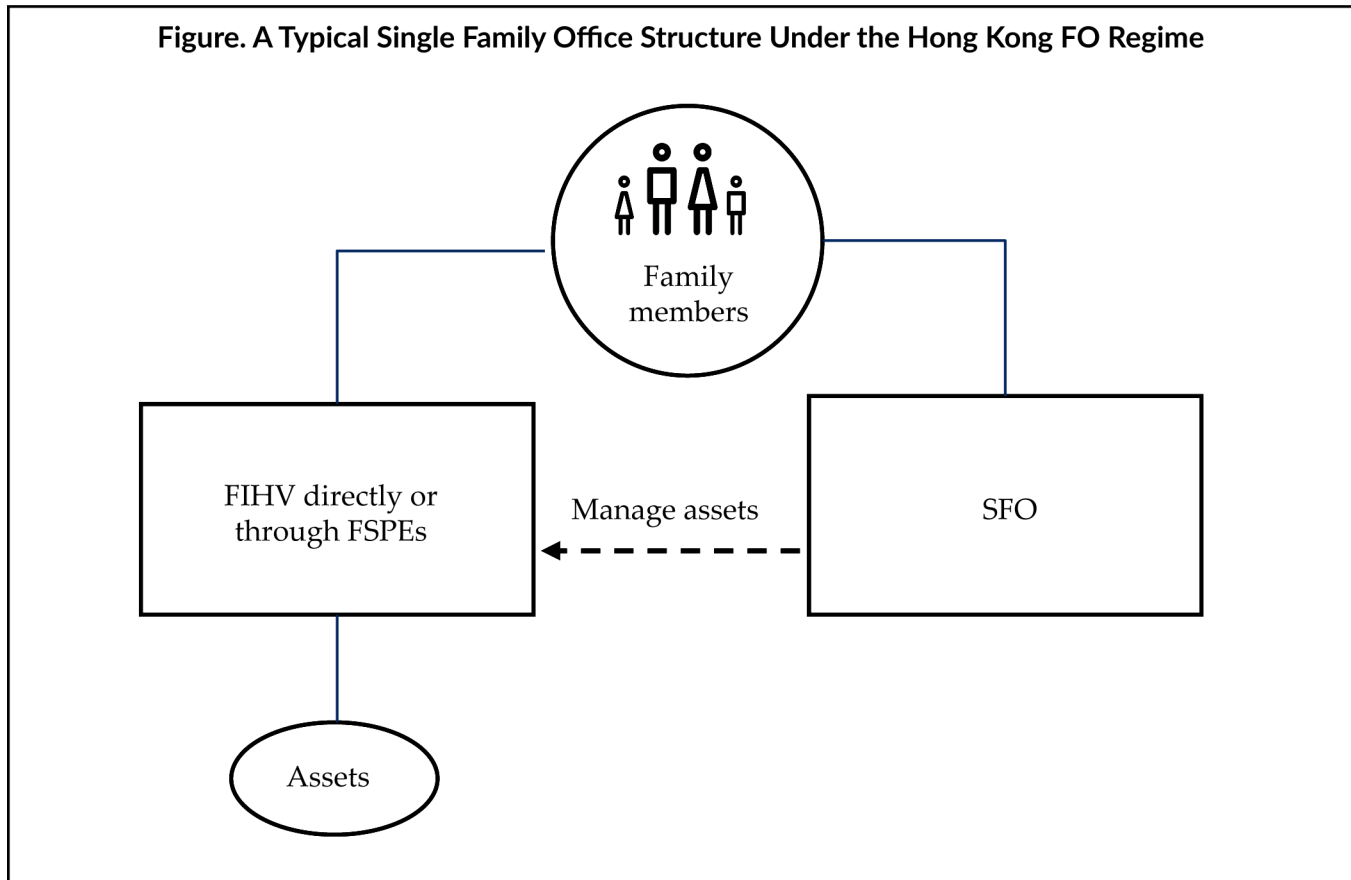 Figure. A Typical Single Family Office Structure Under the Hong Kong FO Regime
Family
members
FIHV directly or
through FSPEs
Manage assets
SFO
Assets